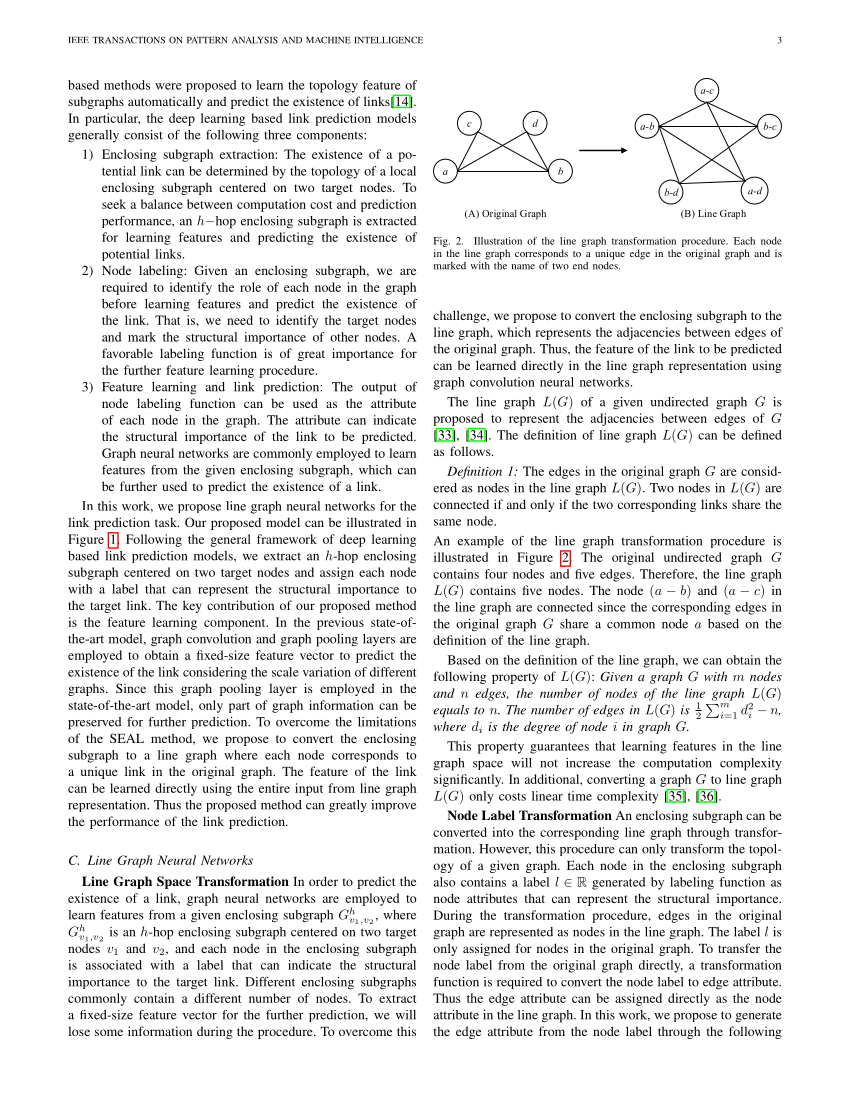 IEEE TRANSACTIONS ON PATTERN ANALYSIS AND MACHINE INTELLIGENCE
3
based methods were proposed to learn the topology feature of
subgraphs automatically and predict the existence of links[14].
In particular, the deep learning based link prediction models
generally consist of the following three components:
1) Enclosing subgraph extraction: The existence of a po-
tential link can be determined by the topology of a local
enclosing subgraph centered on two target nodes. To
seek a balance between computation cost and prediction
performance, an h−hop enclosing subgraph is extracted
for learning features and predicting the existence of
potential links.
2) Node labeling: Given an enclosing subgraph, we are
required to identify the role of each node in the graph
before learning features and predict the existence of
the link. That is, we need to identify the target nodes
and mark the structural importance of other nodes. A
favorable labeling function is of great importance for
the further feature learning procedure.
3) Feature learning and link prediction: The output of
node labeling function can be used as the attribute
of each node in the graph. The attribute can indicate
the structural importance of the link to be predicted.
Graph neural networks are commonly employed to learn
features from the given enclosing subgraph, which can
be further used to predict the existence of a link.
In this work, we propose line graph neural networks for the
link prediction task. Our proposed model can be illustrated in
Figure 1. Following the general framework of deep learning
based link prediction models, we extract an h-hop enclosing
subgraph centered on two target nodes and assign each node
with a label that can represent the structural importance to
the target link. The key contribution of our proposed method
is the feature learning component. In the previous state-of-
the-art model, graph convolution and graph pooling layers are
employed to obtain a fixed-size feature vector to predict the
existence of the link considering the scale variation of different
graphs. Since this graph pooling layer is employed in the
state-of-the-art model, only part of graph information can be
preserved for further prediction. To overcome the limitations
of the SEAL method, we propose to convert the enclosing
subgraph to a line graph where each node corresponds to
a unique link in the original graph. The feature of the link
can be learned directly using the entire input from line graph
representation. Thus the proposed method can greatly improve
the performance of the link prediction.
C. Line Graph Neural Networks
Line Graph Space Transformation In order to predict the
existence of a link, graph neural networks are employed to
learn features from a given enclosing subgraph G^h_{v1,v2}, where
G^h_{v1,v2} is an h-hop enclosing subgraph centered on two target
nodes v1 and v2, and each node in the enclosing subgraph
is associated with a label that can indicate the structural
importance to the target link. Different enclosing subgraphs
commonly contain a different number of nodes. To extract
a fixed-size feature vector for the further prediction, we will
lose some information during the procedure. To overcome this
c
d
a
b
a-c
a-b
b-c
b-d
a-d
(A) Original Graph
(B) Line Graph
Fig. 2. Illustration of the line graph transformation procedure. Each node
in the line graph corresponds to a unique edge in the original graph and is
marked with the name of two end nodes.
challenge, we propose to convert the enclosing subgraph to the
line graph, which represents the adjacencies between edges of
the original graph. Thus, the feature of the link to be predicted
can be learned directly in the line graph representation using
graph convolution neural networks.
The line graph L(G) of a given undirected graph G is
proposed to represent the adjacencies between edges of G
[33], [34]. The definition of line graph L(G) can be defined
as follows.
Definition 1: The edges in the original graph G are consid-
ered as nodes in the line graph L(G). Two nodes in L(G) are
connected if and only if the two corresponding links share the
same node.
An example of the line graph transformation procedure is
illustrated in Figure 2. The original undirected graph G
contains four nodes and five edges. Therefore, the line graph
L(G) contains five nodes. The node (a − b) and (a − c) in
the line graph are connected since the corresponding edges in
the original graph G share a common node a based on the
definition of the line graph.
Based on the definition of the line graph, we can obtain the
following property of L(G): Given a graph G with m nodes
and n edges, the number of nodes of the line graph L(G)
equals to n. The number of edges in L(G) is ½ ∑_{i=1}^{m} d_i^2 − n,
where d_i is the degree of node i in graph G.
This property guarantees that learning features in the line
graph space will not increase the computation complexity
significantly. In additional, converting a graph G to line graph
L(G) only costs linear time complexity [35], [36].
Node Label Transformation An enclosing subgraph can be
converted into the corresponding line graph through transfor-
mation. However, this procedure can only transform the topol-
ogy of a given graph. Each node in the enclosing subgraph
also contains a label l ∈ ℝ generated by labeling function as
node attributes that can represent the structural importance.
During the transformation procedure, edges in the original
graph are represented as nodes in the line graph. The label l is
only assigned for nodes in the original graph. To transfer the
node label from the original graph directly, a transformation
function is required to convert the node label to edge attribute.
Thus the edge attribute can be assigned directly as the node
attribute in the line graph. In this work, we propose to generate
the edge attribute from the node label through the following